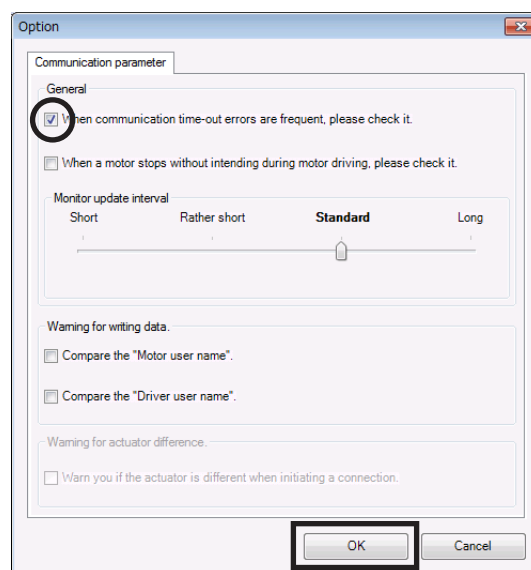 Option
Communication parameter
General
When communication time-out errors are frequent, please check it.
When a motor stops without intending during motor driving, please check it.
Monitor update interval
Short Rather short Standard Long
Warning for writing data.
Compare the "Motor user name".
Compare the "Driver user name".
Warning for actuator difference.
Warn you if the actuator is different when initiating a connection.
OK Cancel